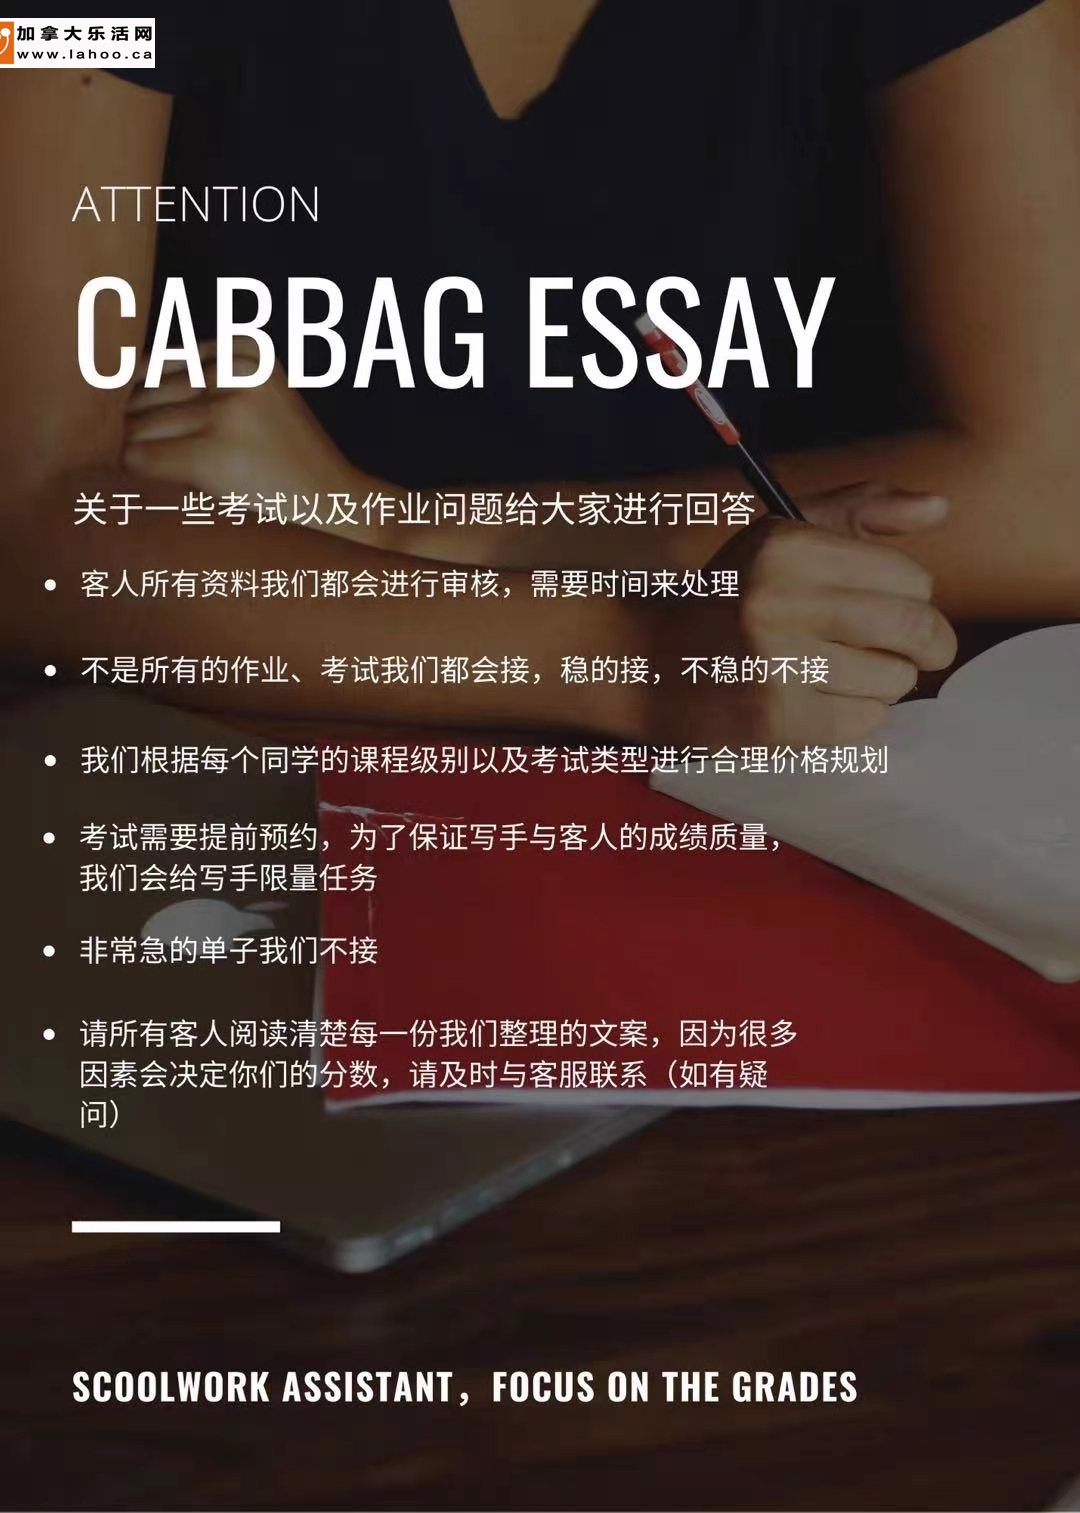 加拿大乐活网
www.lahoo.ca
ATTENTION
CABBAG ESSAY
关于一些考试以及作业问题给大家进行回答
客人所有资料我们都会进行审核，需要时间来处理
不是所有的作业、考试我们都会接，稳的接，不稳的不接
我们根据每个同学的课程级别以及考试类型进行合理价格规划
考试需要提前预约，为了保证写手与客人的成绩质量，
我们会给写手限量任务
非常急的单子我们不接
请所有客人阅读清楚每一份我们整理的文案，因为很多
因素会决定你们的分数，请及时与客服联系（如有疑
问）
SCOOLWORK ASSISTANT，FOCUS ON THE GRADES